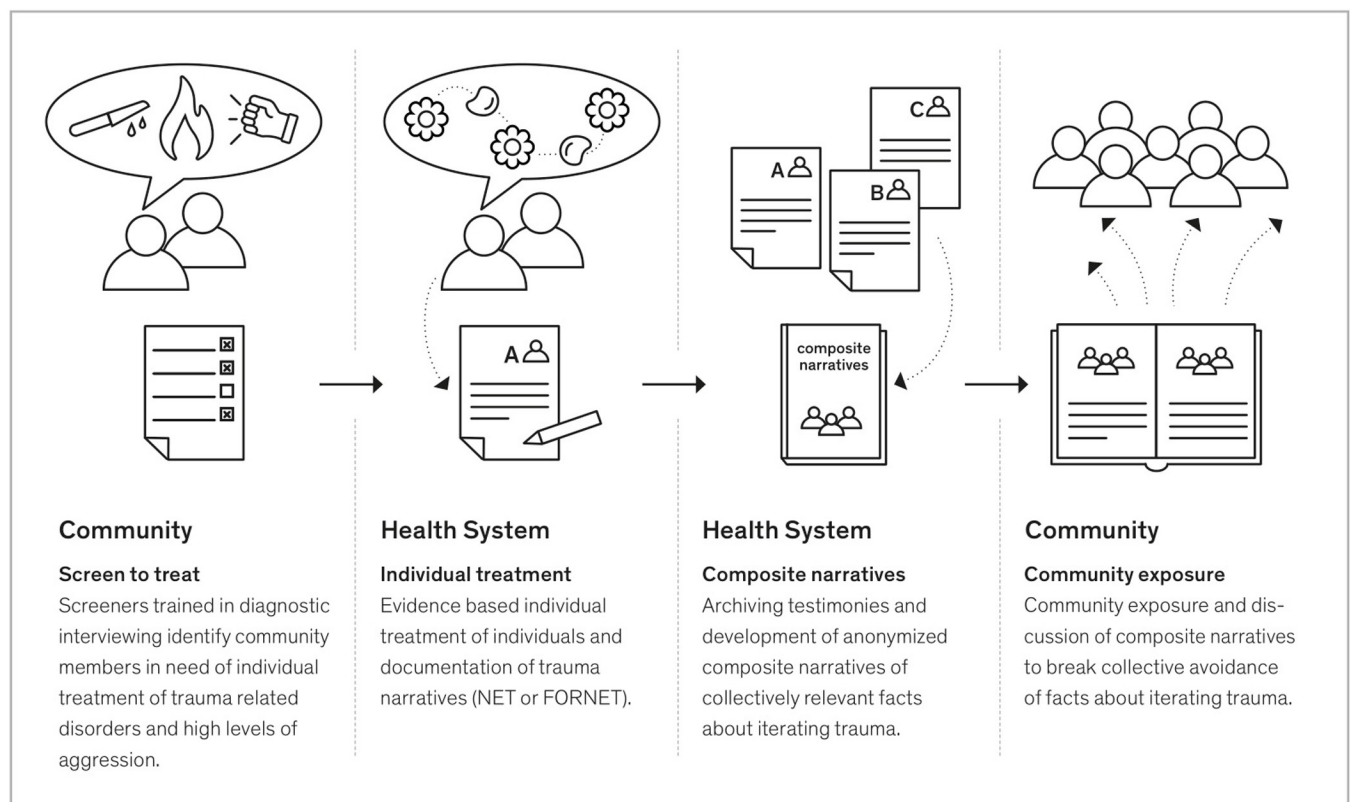 A
B
C
A
composite
narratives
Community
Screen to treat
Screeners trained in diagnostic
interviewing identify community
members in need of individual
treatment of trauma related
disorders and high levels of
aggression.
Health System
Individual treatment
Evidence based individual
treatment of individuals and
documentation of trauma
narratives (NET or FORNET).
Health System
Composite narratives
Archiving testimonies and
development of anonymized
composite narratives of
collectively relevant facts
about iterating trauma.
Community
Community exposure
Community exposure and dis-
cussion of composite narratives
to break collective avoidance
of facts about iterating trauma.